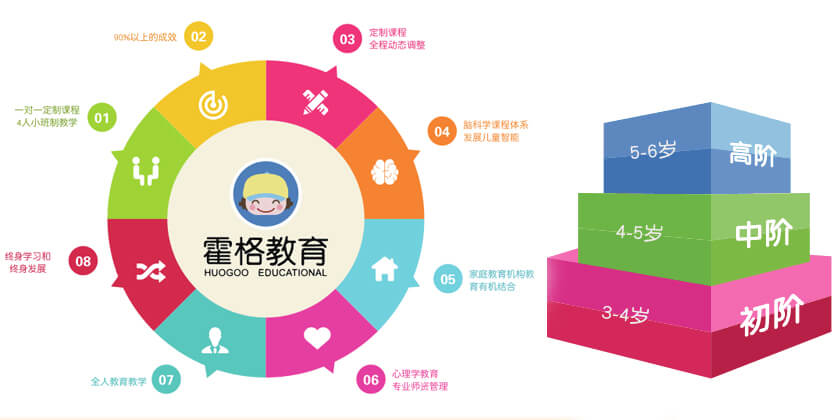 01
一对一定制课程
4人小班制教学
02
90%以上的成效
03
定制课程
全程动态调整
04
脑科学课程体系
发展儿童智能
05
家庭教育机构教
育有机结合
06
心理学教育
专业师资管理
07
全人教育教学
08
终身学习和
终身发展
霍格教育
HUOGOO EDUCATIONAL
5-6岁
高阶
4-5岁
中阶
3-4岁
初阶